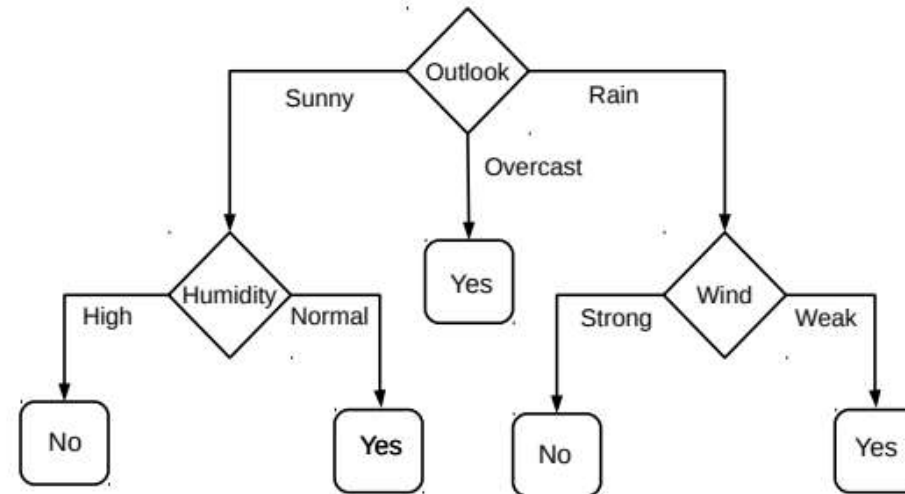 Outlook
Sunny
Rain
Overcast
Humidity
Yes
Wind
High
Normal
Strong
Weak
No
Yes
No
Yes